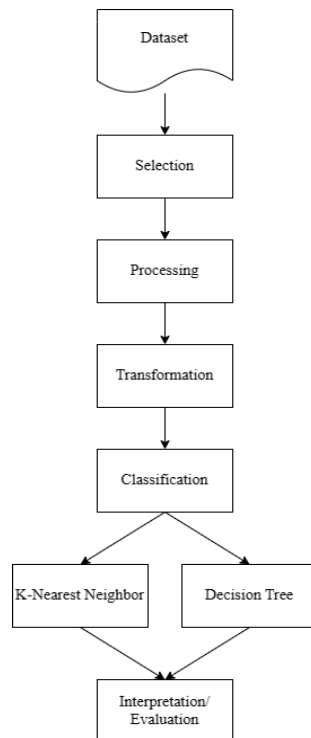 Dataset
Selection
Processing
Transformation
Classification
K-Nearest Neighbor
Decision Tree
Interpretation/
Evaluation